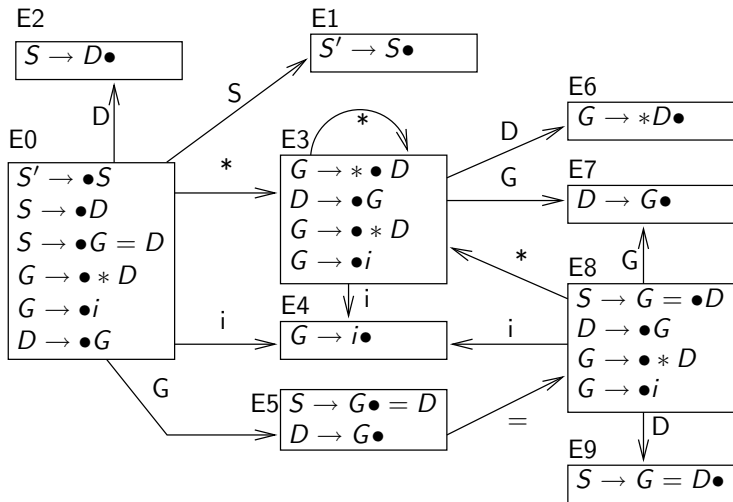 E2
S → D●
E1
S′ → S●
D
S
E0
S′ → ●S
S → ●D
S → ●G = D
G → ● ∗ D
G → ●i
D → ●G
*
E3
*
G → ∗ ● D
D → ●G
G → ● ∗ D
G → ●i
D
G
E6
G → ∗D●
E7
D → G●
G
*
E8
S → G = ●D
D → ●G
G → ● ∗ D
G → ●i
i
i
i
E4
G → i●
G
E5
S → G● = D
D → G●
=
D
E9
S → G = D●